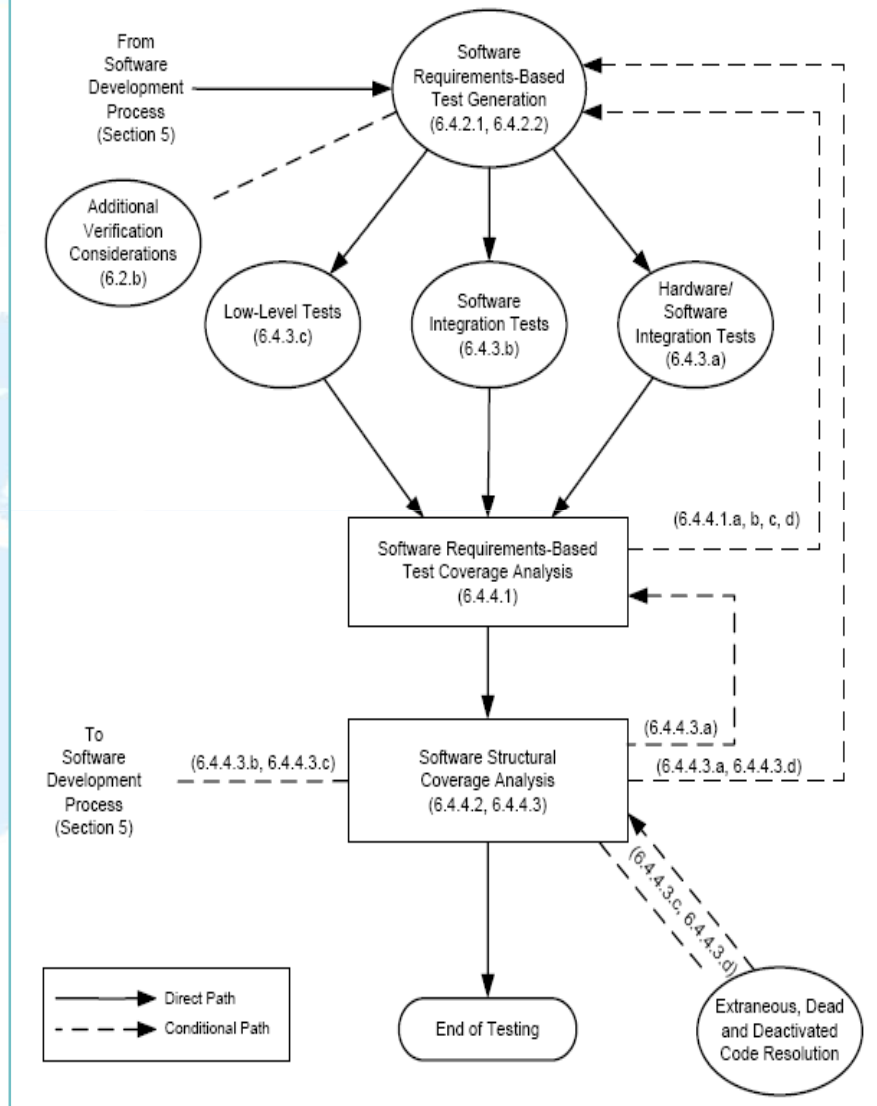 From
Software
Development
Process
(Section 5)
Software
Requirements-Based
Test Generation
(6.4.2.1, 6.4.2.2)
Additional
Verification
Considerations
(6.2.b)
Low-Level Tests
(6.4.3.c)
Software
Integration Tests
(6.4.3.b)
Hardware/
Software
Integration Tests
(6.4.3.a)
(6.4.4.1.a, b, c, d)
Software Requirements-Based
Test Coverage Analysis
(6.4.4.1)
To
Software
Development
Process
(Section 5)
(6.4.4.3.b, 6.4.4.3.c)
Software Structural
Coverage Analysis
(6.4.4.2, 6.4.4.3)
(6.4.4.3.a)
(6.4.4.3.a, 6.4.4.3.d)
(6.4.4.3.c, 6.4.4.3.d)
Direct Path
Conditional Path
End of Testing
Extraneous, Dead
and Deactivated
Code Resolution